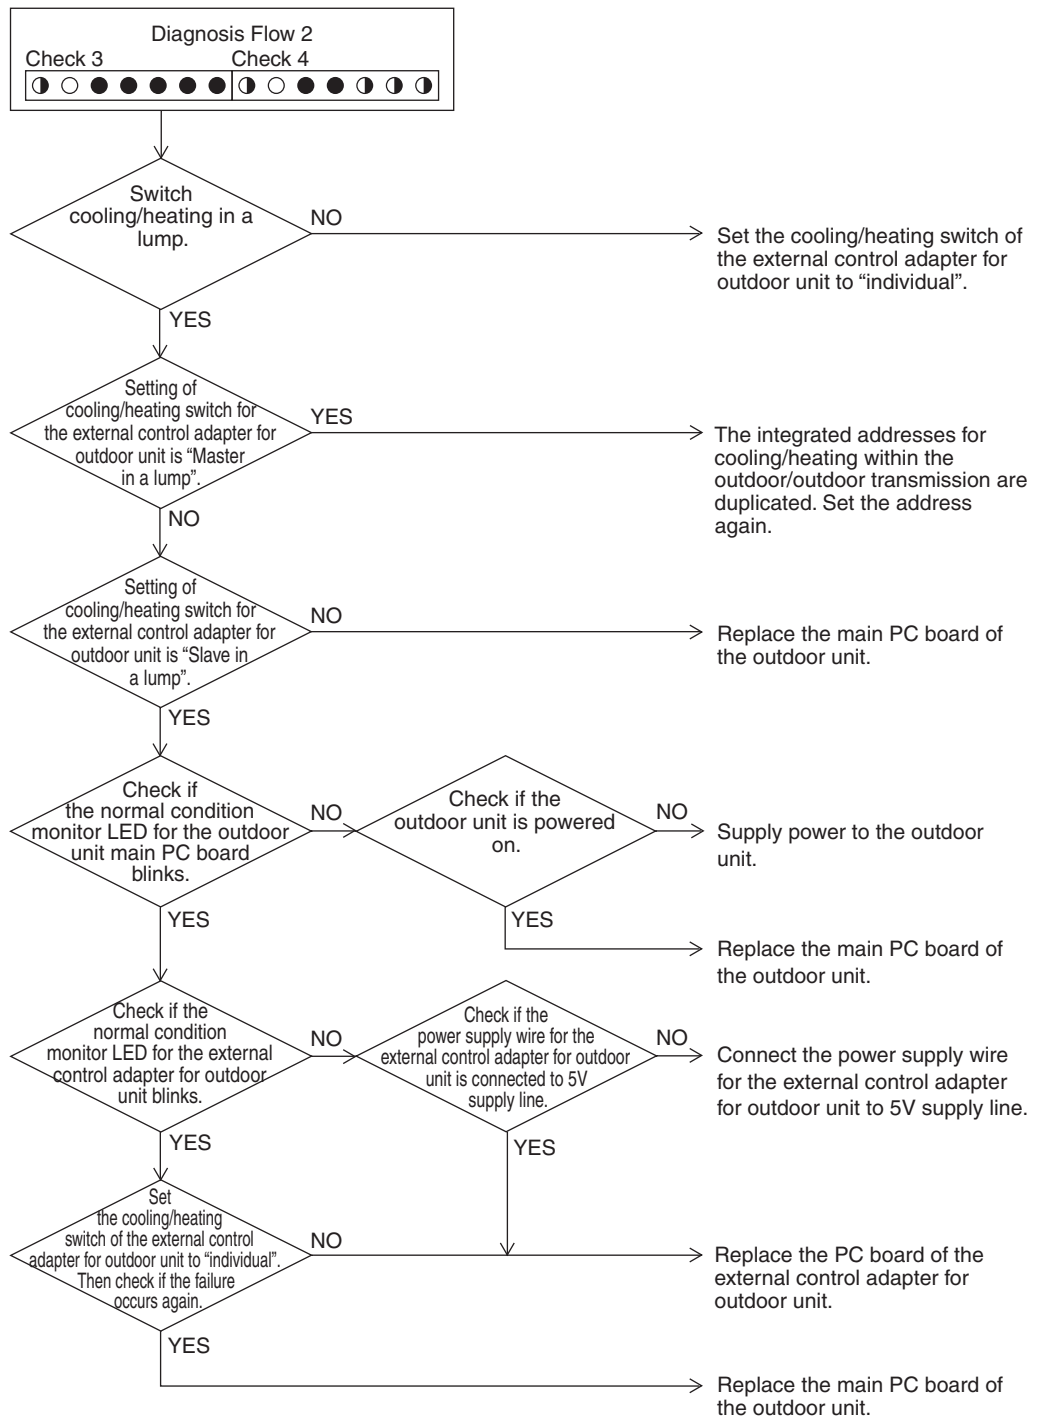 Diagnosis Flow 2
Check 3
Check 4
Switch
cooling/heating in a
lump.
NO
Set the cooling/heating switch of
the external control adapter for
outdoor unit to “individual”.
YES
Setting of
cooling/heating switch for
the external control adapter for
outdoor unit is “Master
in a lump”.
YES
The integrated addresses for
cooling/heating within the
outdoor/outdoor transmission are
duplicated. Set the address
again.
NO
Setting of
cooling/heating switch for
the external control adapter for
outdoor unit is “Slave in
a lump”.
NO
Replace the main PC board of
the outdoor unit.
YES
Check if
the normal condition
monitor LED for the outdoor
unit main PC board
blinks.
NO
Check if the
outdoor unit is powered
on.
NO
Supply power to the outdoor
unit.
YES
YES
Replace the main PC board of
the outdoor unit.
Check if the
normal condition
monitor LED for the external
control adapter for outdoor
unit blinks.
NO
Check if the
power supply wire for the
external control adapter for outdoor
unit is connected to 5V
supply line.
NO
Connect the power supply wire
for the external control adapter
for outdoor unit to 5V supply line.
YES
YES
Set
the cooling/heating
switch of the external control
adapter for outdoor unit to “individual”.
Then check if the failure
occurs again.
NO
Replace the PC board of the
external control adapter for
outdoor unit.
YES
Replace the main PC board of
the outdoor unit.